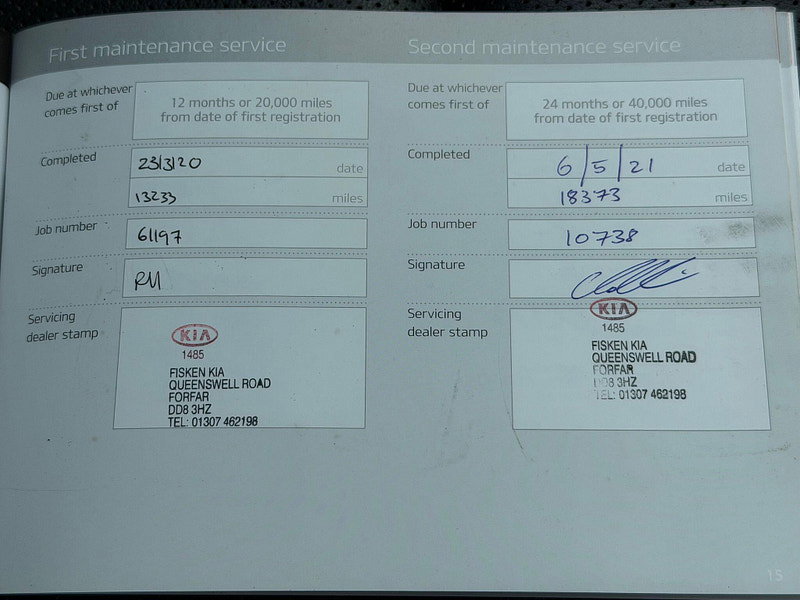 First maintenance service
Due at whichever
comes first of
12 months or 20,000 miles
from date of first registration
Completed
23/3/20 date
13233 miles
Job number
61197
Signature
RM
Servicing
dealer stamp
KIA
1485
FISKEN KIA
QUEENSWELL ROAD
FORFAR
DD8 3HZ
TEL: 01307 462198
Second maintenance service
Due at whichever
comes first of
24 months or 40,000 miles
from date of first registration
Completed
6/5/21 date
18373 miles
Job number
10738
Signature
Servicing
dealer stamp
KIA
1485
FISKEN KIA
QUEENSWELL ROAD
FORFAR
DD8 3HZ
TEL: 01307 462198
15